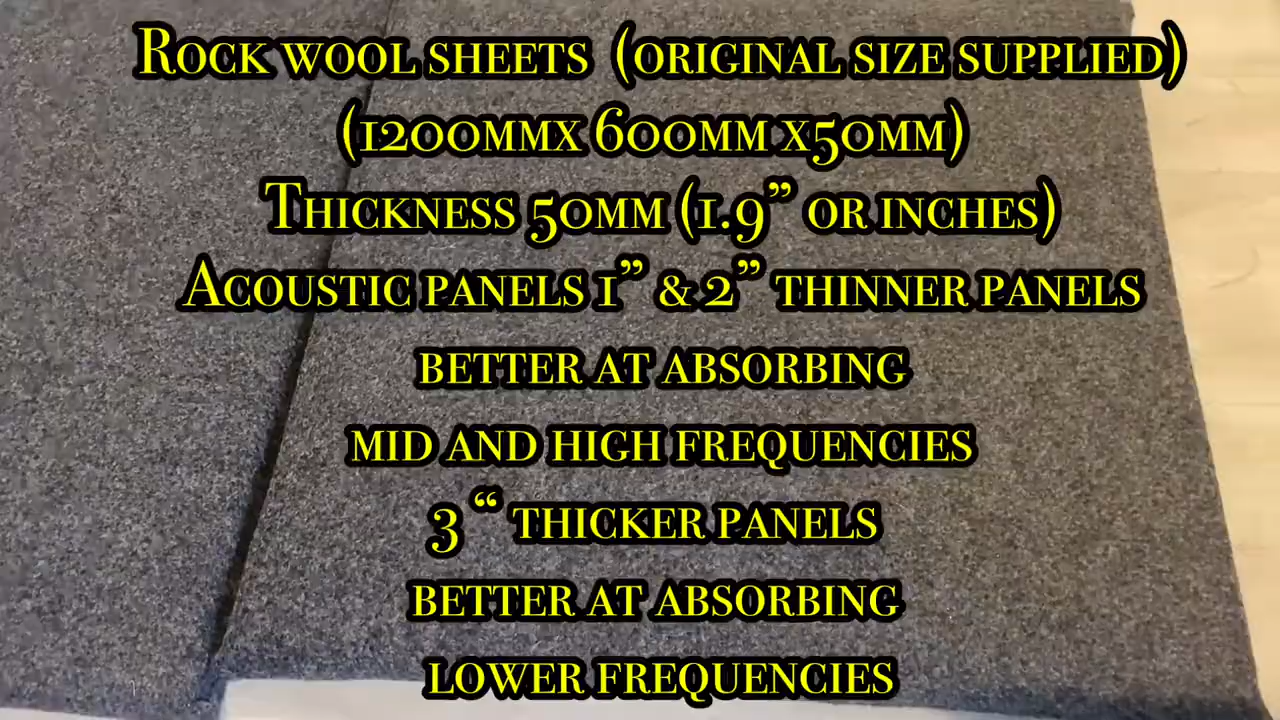 Rock wool sheets (original size supplied)
(1200mmx 600mm x50mm)
Thickness 50mm (1.9” or inches)
Acoustic panels 1” & 2” thinner panels
better at absorbing
mid and high frequencies
3 “ thicker panels
better at absorbing
lower frequencies